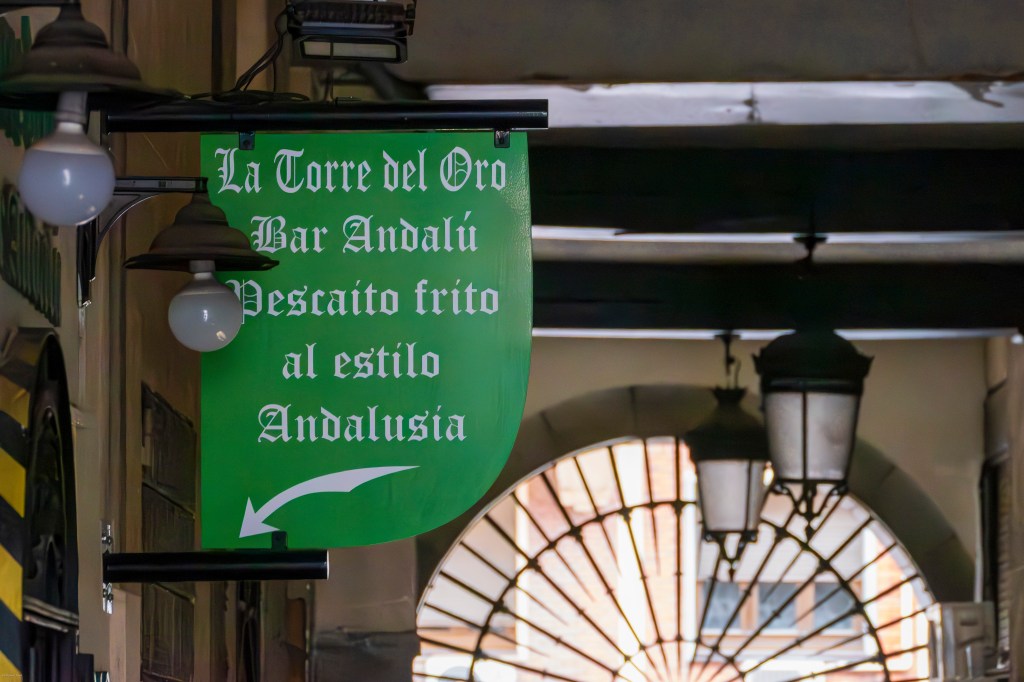 La Torre del Oro
Bar Andalú
Pescaito frito
al estilo
Andalusia